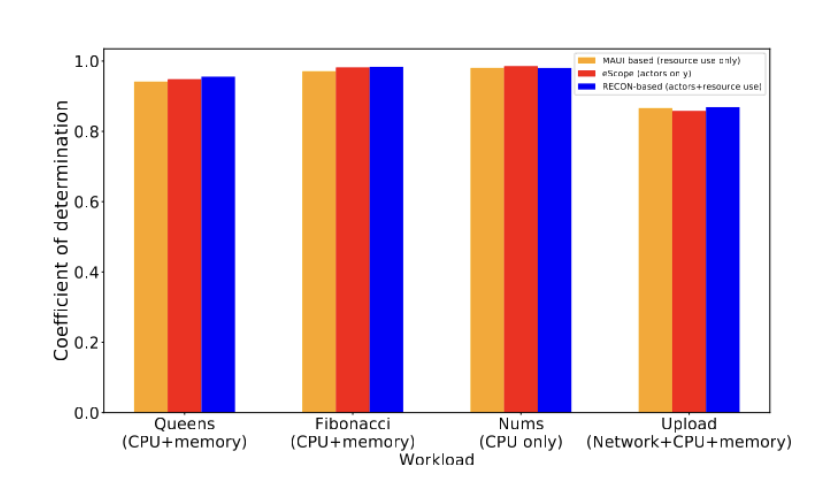 MAUI based (resource use only)
eScope (actors on y)
RECON-based (actors+resource use)
Coefficient of determination
1.0
0.8
0.6
0.4
0.2
0.0
Queens
(CPU+memory)
Fibonacci
(CPU+memory)
Nums
(CPU only)
Upload
(Network+CPU+memory)
Workload